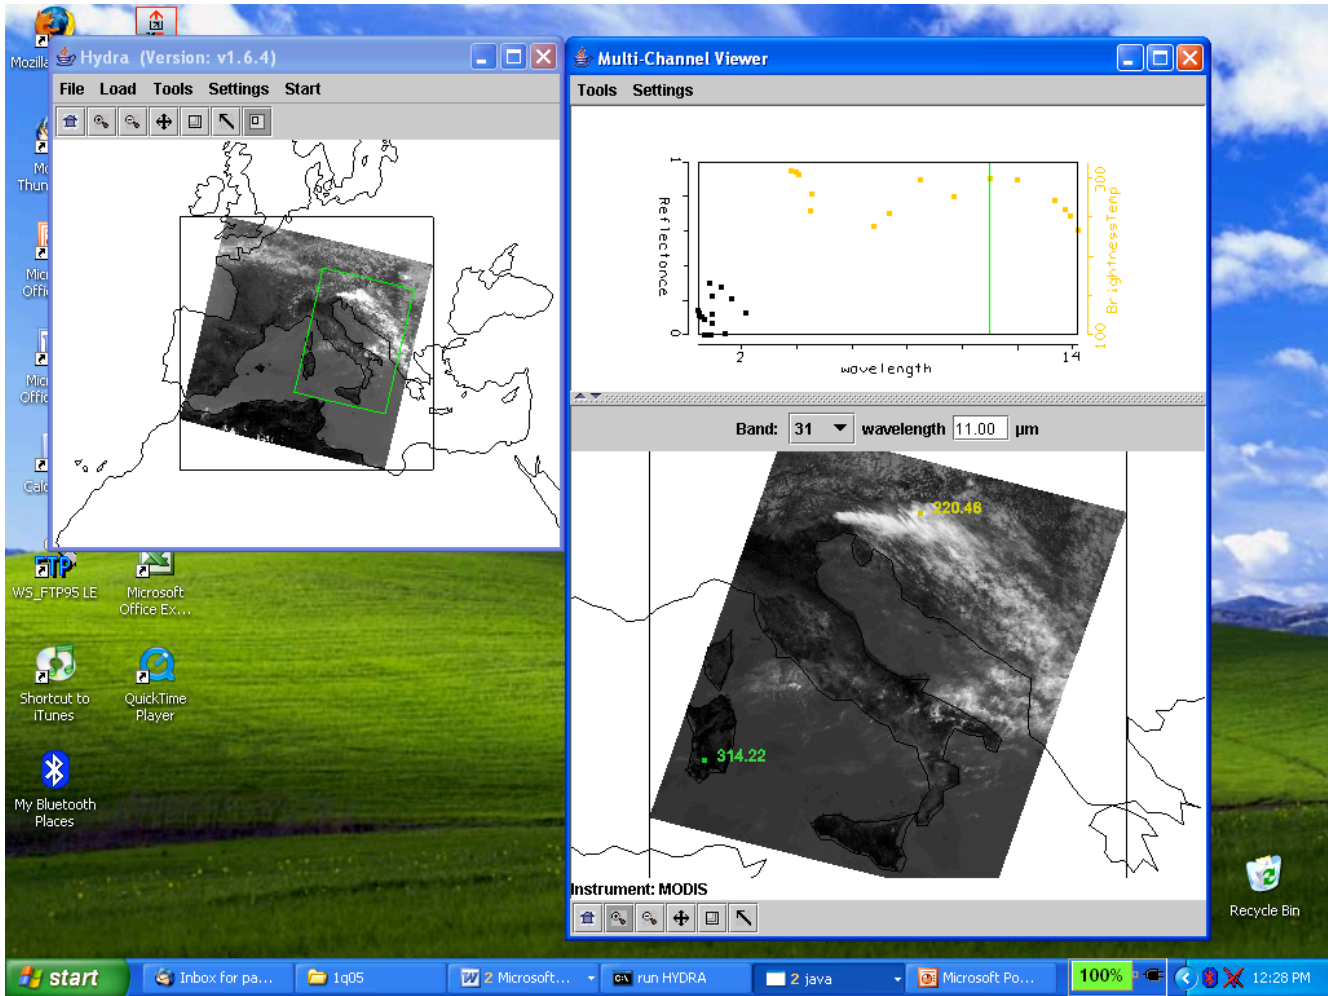 Hydra (Version: v1.6.4)
File Load Tools Settings Start
Multi-Channel Viewer
Tools Settings
1
Reflectance
0
2
14
wavelength
300
BrightnessTemp
100
Band: 31 wavelength 11.00 µm
220.46
314.22
Instrument: MODIS
WS_FTP95 LE
Microsoft
Office Ex...
Shortcut to
iTunes
QuickTime
Player
My Bluetooth
Places
Recycle Bin
start
Inbox for pa...
1q05
2 Microsoft...
run HYDRA
2 java
Microsoft Po...
100%
12:28 PM